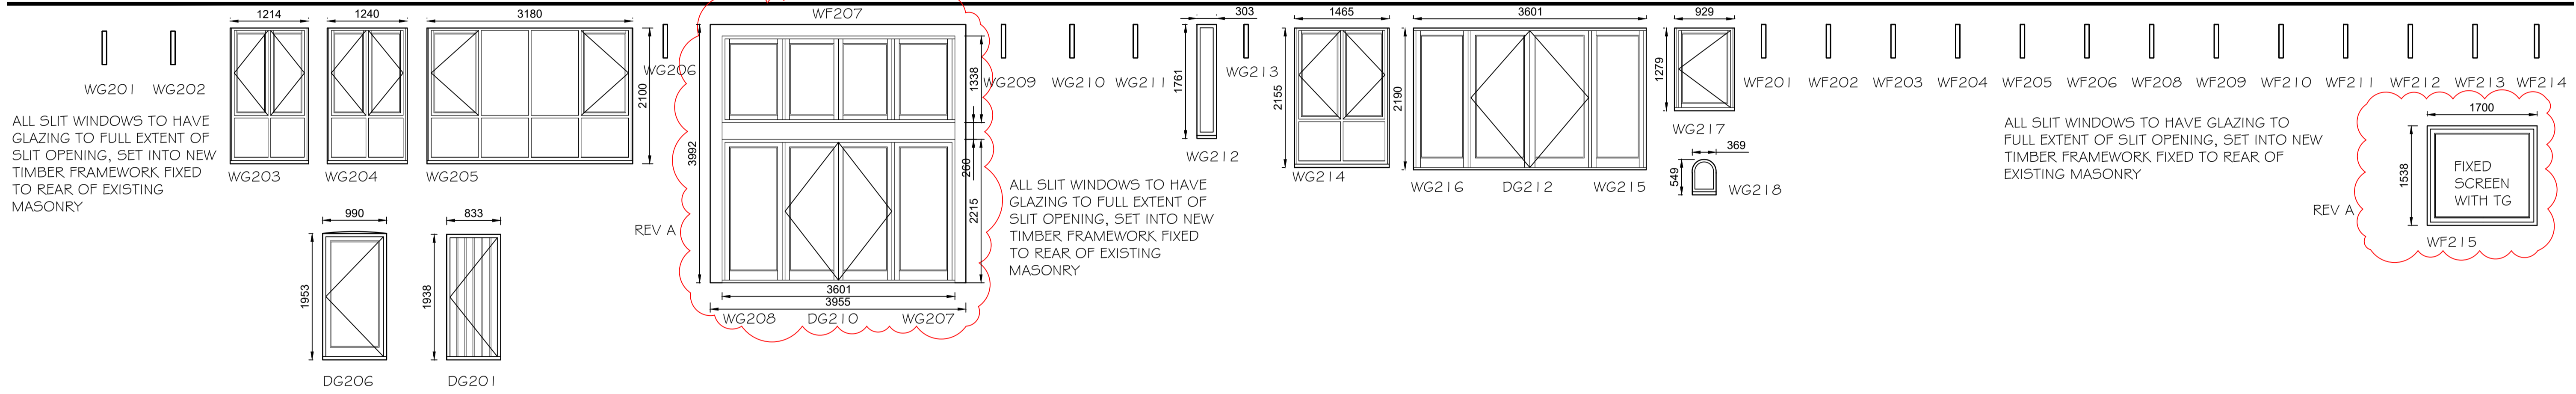 1214
1240
3180
WF207
303
1465
3601
929
WG201
WG202
2100
WG206
3992
1338
260
2215
WG209
WG210
WG211
1761
WG213
2155
2190
1279
WF201
WF202
WF203
WF204
WF205
WF206
WF208
WF209
WF210
WF211
WF212
WF213
WF214
ALL SLIT WINDOWS TO HAVE
GLAZING TO FULL EXTENT OF
SLIT OPENING, SET INTO NEW
TIMBER FRAMEWORK FIXED
TO REAR OF EXISTING
MASONRY
WG203
WG204
WG205
WG212
WG214
WG216
DG212
WG215
WG217
369
549
WG218
ALL SLIT WINDOWS TO HAVE GLAZING TO
FULL EXTENT OF SLIT OPENING, SET INTO NEW
TIMBER FRAMEWORK FIXED TO REAR OF
EXISTING MASONRY
1700
1538
FIXED
SCREEN
WITH TG
REV A
WF215
ALL SLIT WINDOWS TO HAVE
GLAZING TO FULL EXTENT OF
SLIT OPENING, SET INTO NEW
TIMBER FRAMEWORK FIXED
TO REAR OF EXISTING
MASONRY
REV A
3601
3955
WG208
DG210
WG207
990
833
1953
1938
DG206
DG201